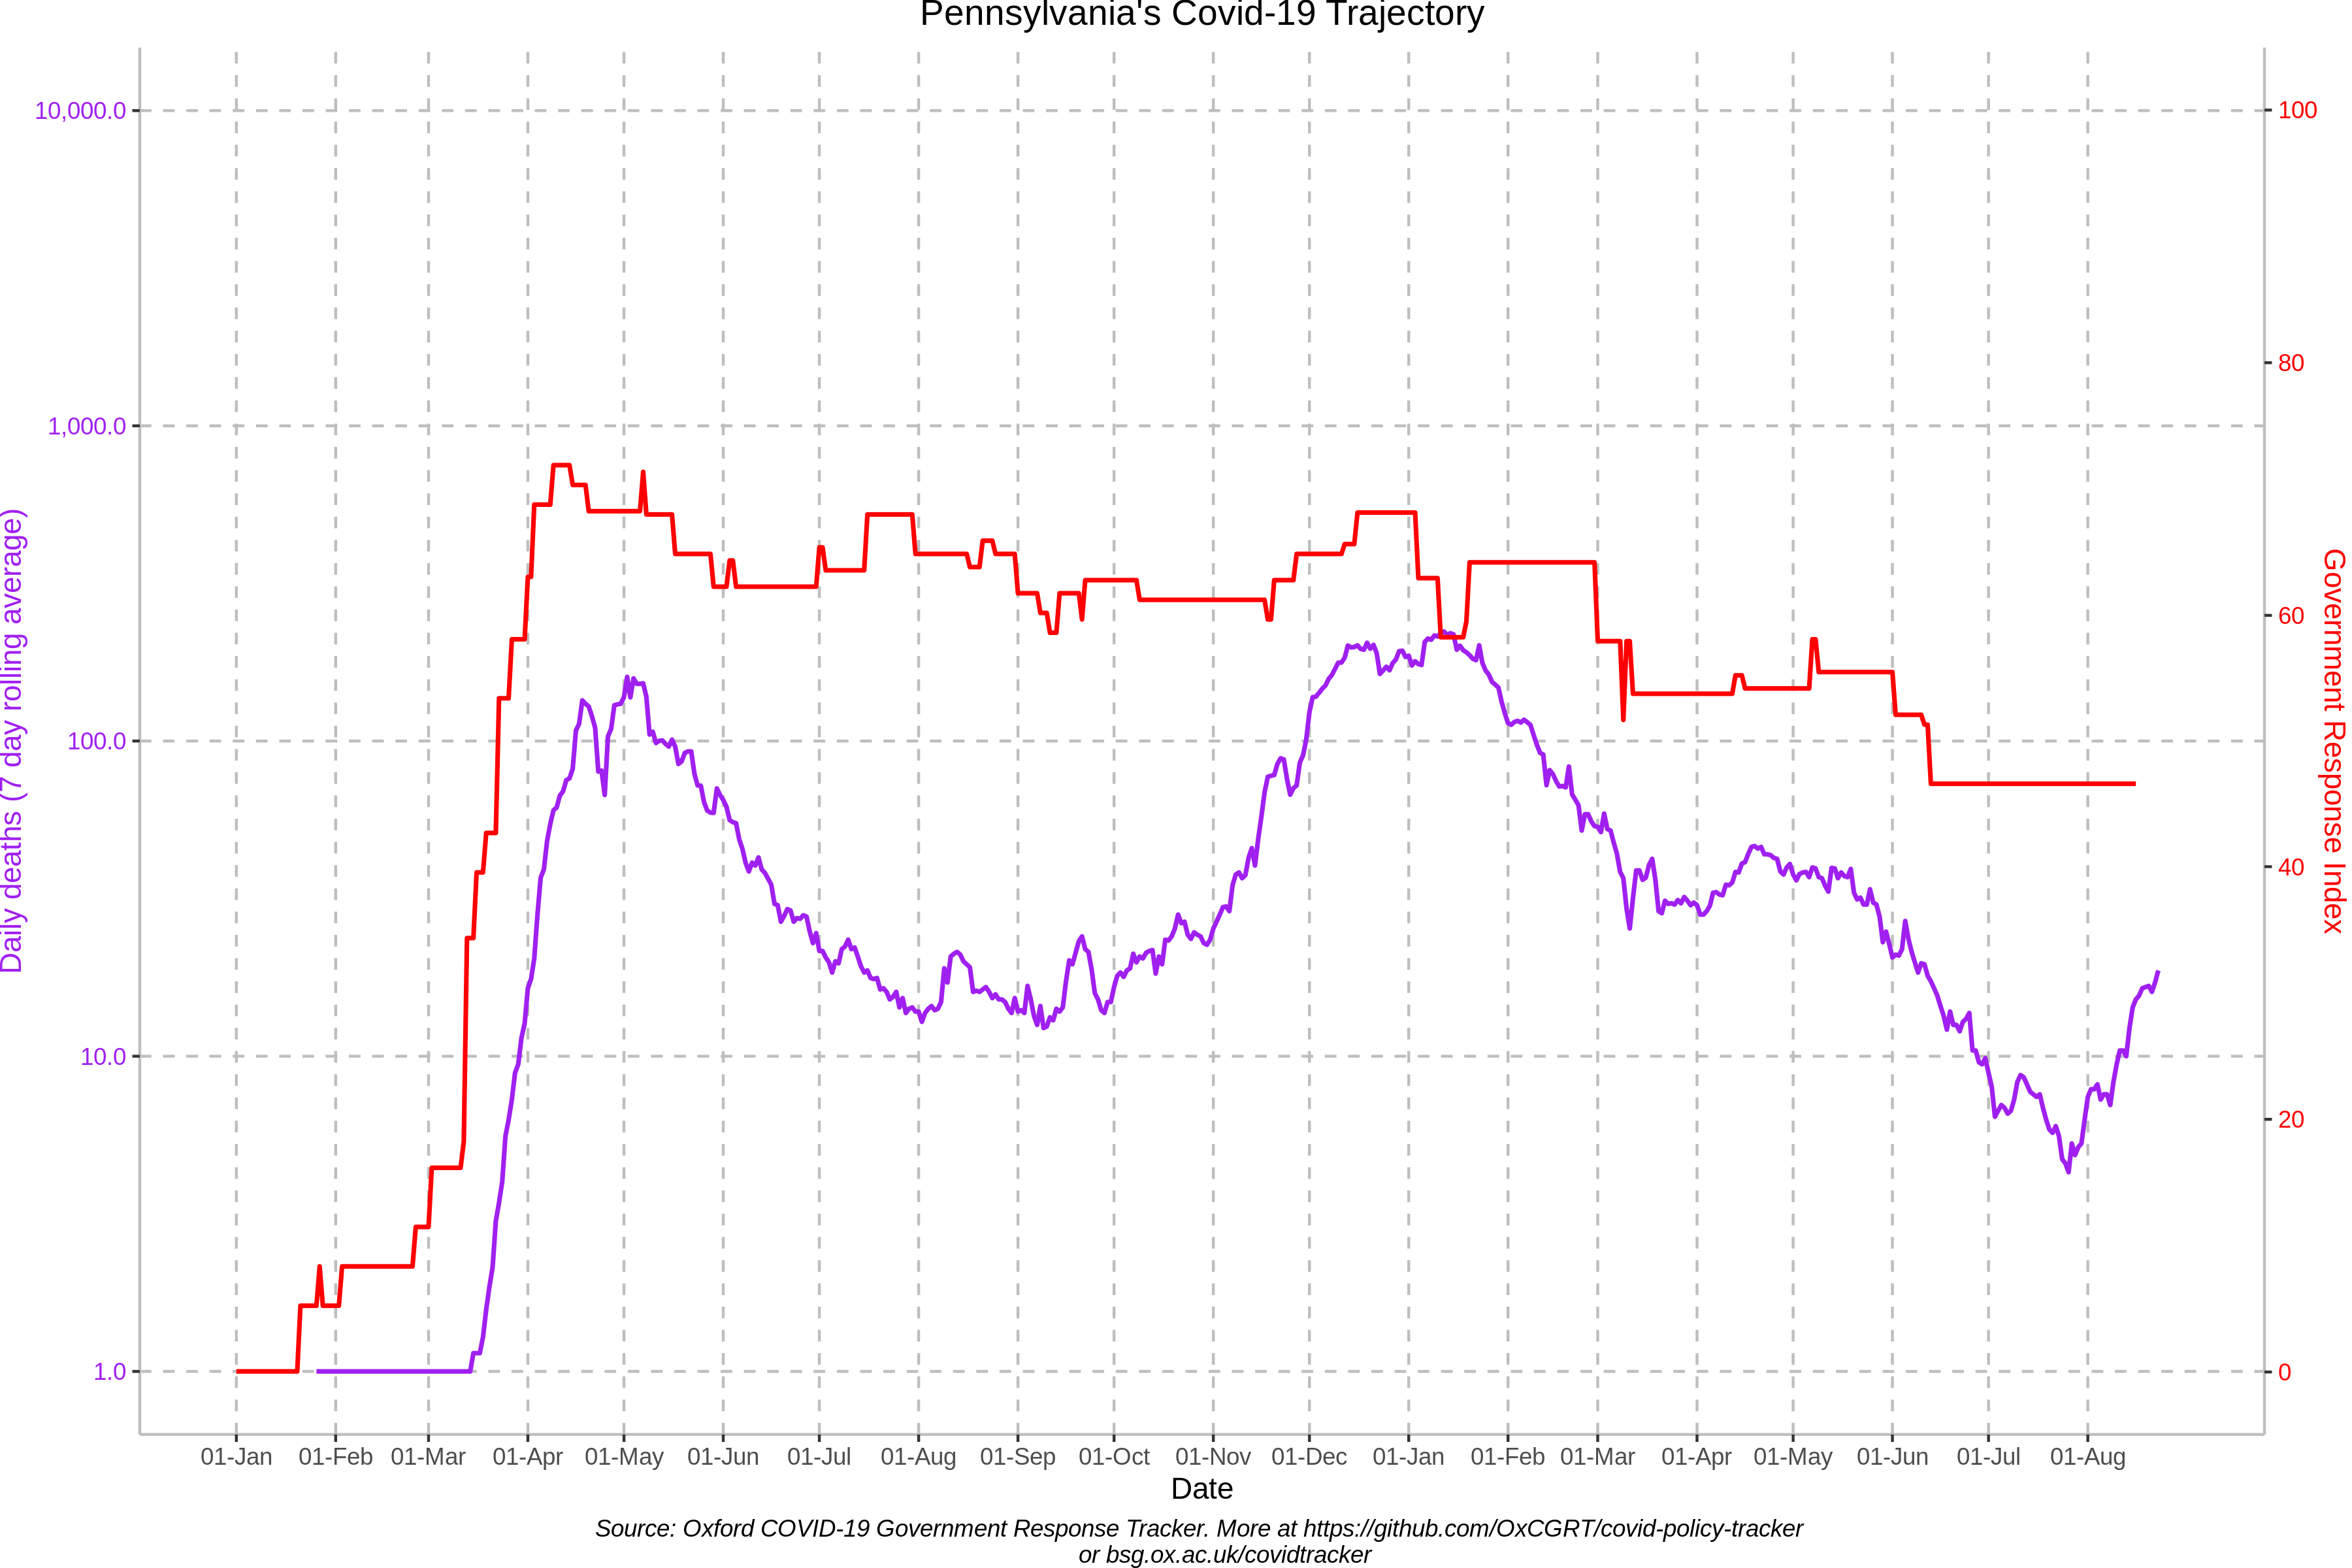 Pennsylvania's Covid-19 Trajectory
10,000.0
1,000.0
100.0
10.0
1.0
Daily deaths (7 day rolling average)
100
80
60
40
20
0
Government Response Index
01-Jan 01-Feb 01-Mar 01-Apr 01-May 01-Jun 01-Jul 01-Aug 01-Sep 01-Oct 01-Nov 01-Dec 01-Jan 01-Feb 01-Mar 01-Apr 01-May 01-Jun 01-Jul 01-Aug
Date
Source: Oxford COVID-19 Government Response Tracker. More at https://github.com/OxCGRT/covid-policy-tracker
or bsg.ox.ac.uk/covidtracker